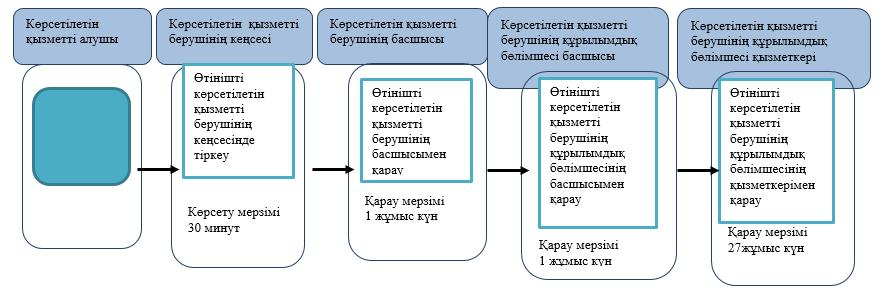 Көрсетілетін
қызметті алушы
Көрсетілетін қызметті
берушінің кеңсесі
Көрсетілетін қызметті
берушінің басшысы
Көрсетілетін қызметті
берушінің құрылымдық
бөлімшесі басшысы
Көрсетілетін қызметті
берушінің құрылымдық
бөлімшесі қызметкері
Өтінішті
көрсетілетін
қызметті
берушінің
кеңсесінде
тіркеу
Көрсету мерзімі
30 минут
Өтінішті
көрсетілетін
қызметті
берушінің
басшысымен
қарау
Қарау мерзімі
1 жұмыс күн
Өтінішті
көрсетілетін
қызметті
берушінің
құрылымдық
бөлімшесінің
басшысымен
қарау
Қарау мерзімі
1 жұмыс күн
Өтінішті
көрсетілетін
қызметті
берушінің
құрылымдық
бөлімшесінің
қызметкерімен
қарау
Қарау мерзімі
27жұмыс күн